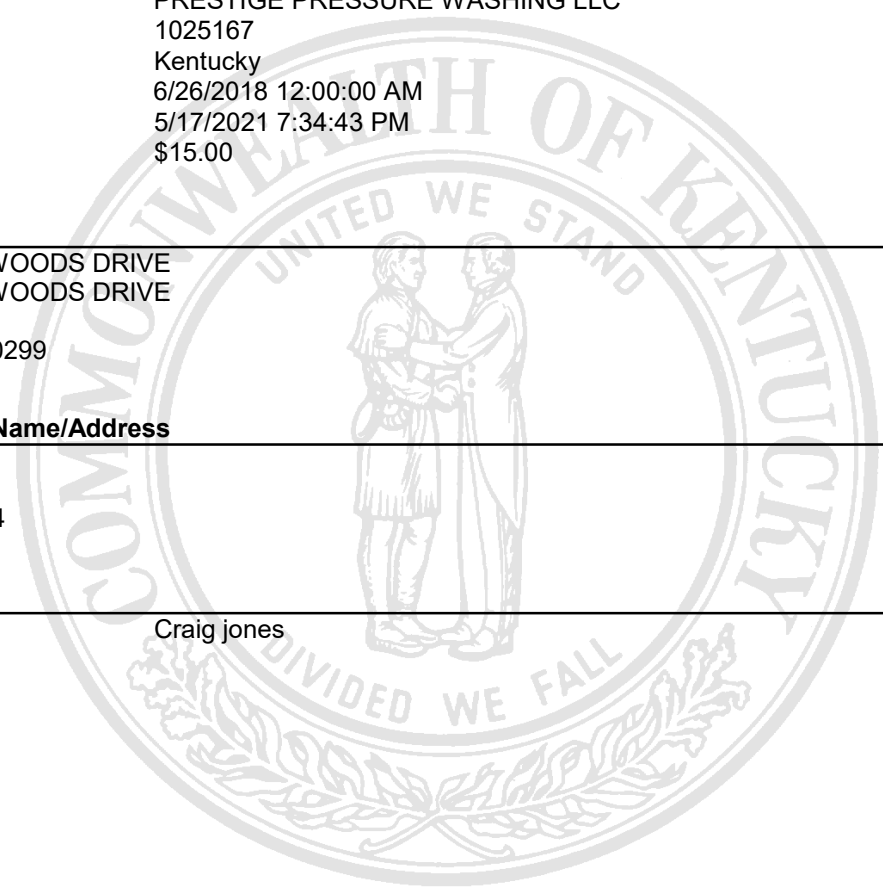 PRESTIGE PRESSURE WASHING LLC
1025167
Kentucky
6/26/2018 12:00:00 AM
5/17/2021 7:34:43 PM
$15.00
WOODS DRIVE
WOODS DRIVE
0299
Name/Address
4
Craig jones
COMMONWEALTH OF KENTUCKY
UNITED WE STAND
DIVIDED WE FALL